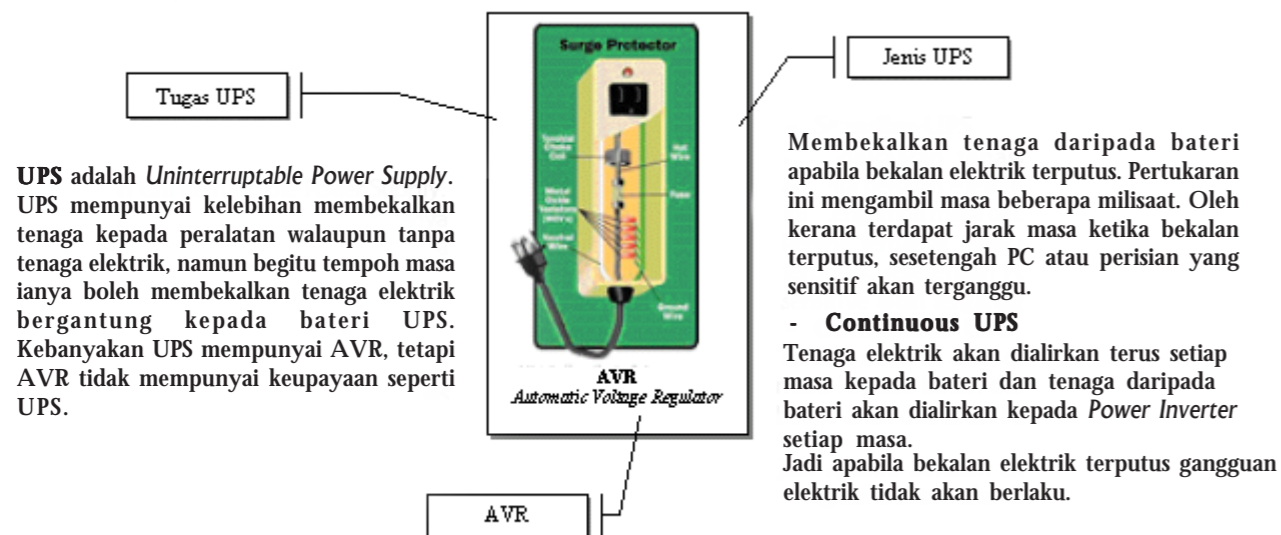 Tugas UPS
UPS adalah Uninterruptable Power Supply.
UPS mempunyai kelebihan membekalkan
tenaga kepada peralatan walaupun tanpa
tenaga elektrik, namun begitu tempoh masa
ianya boleh membekalkan tenaga elektrik
bergantung kepada bateri UPS.
Kebanyakan UPS mempunyai AVR, tetapi
AVR tidak mempunyai keupayaan seperti
UPS.
Surge Protector
Toroidal
Choke
Coil
Hot
Wire
Fuse
Metal
Oxide
Varistors
(MOV's)
Neutral
Wire
Ground
Wire
AVR
Automatic Voltage Regulator
Jenis UPS
Membekalkan tenaga daripada bateri
apabila bekalan elektrik terputus. Pertukaran
ini mengambil masa beberapa milisaat. Oleh
kerana terdapat jarak masa ketika bekalan
terputus, sesetengah PC atau perisian yang
sensitif akan terganggu.
- Continuous UPS
Tenaga elektrik akan dialirkan terus setiap
masa kepada bateri dan tenaga daripada
bateri akan dialirkan kepada Power Inverter
setiap masa.
Jadi apabila bekalan elektrik terputus gangguan
elektrik tidak akan berlaku.
AVR